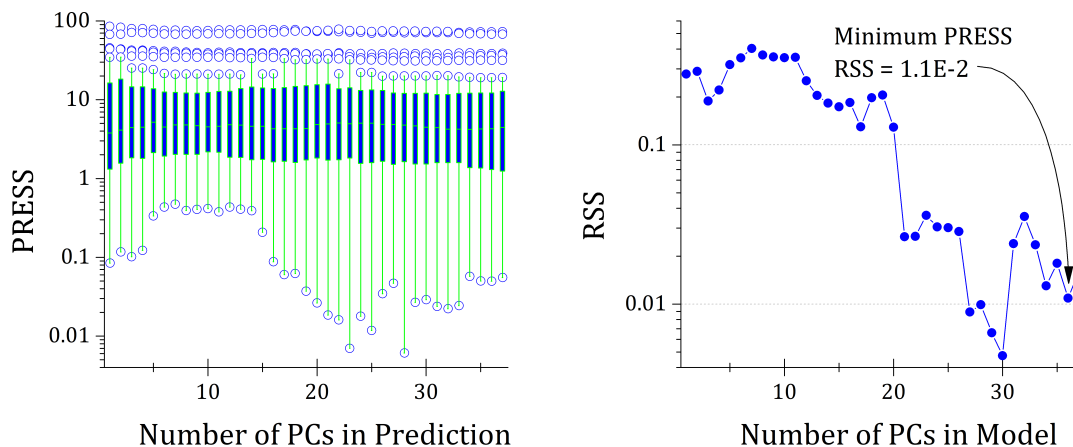 100
10
1
0.1
0.01
PRESS
10
20
30
Number of PCs in Prediction
Minimum PRESS
RSS = 1.1E-2
0.1
0.01
RSS
10
20
30
Number of PCs in Model